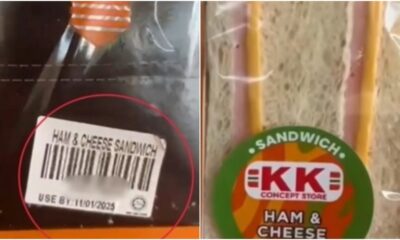 HAM & CHEESE SANDWICH
USE BY: 11/01/2025
SANDWICH
KK
CONCEPT STORE
HAM &
CHEESE